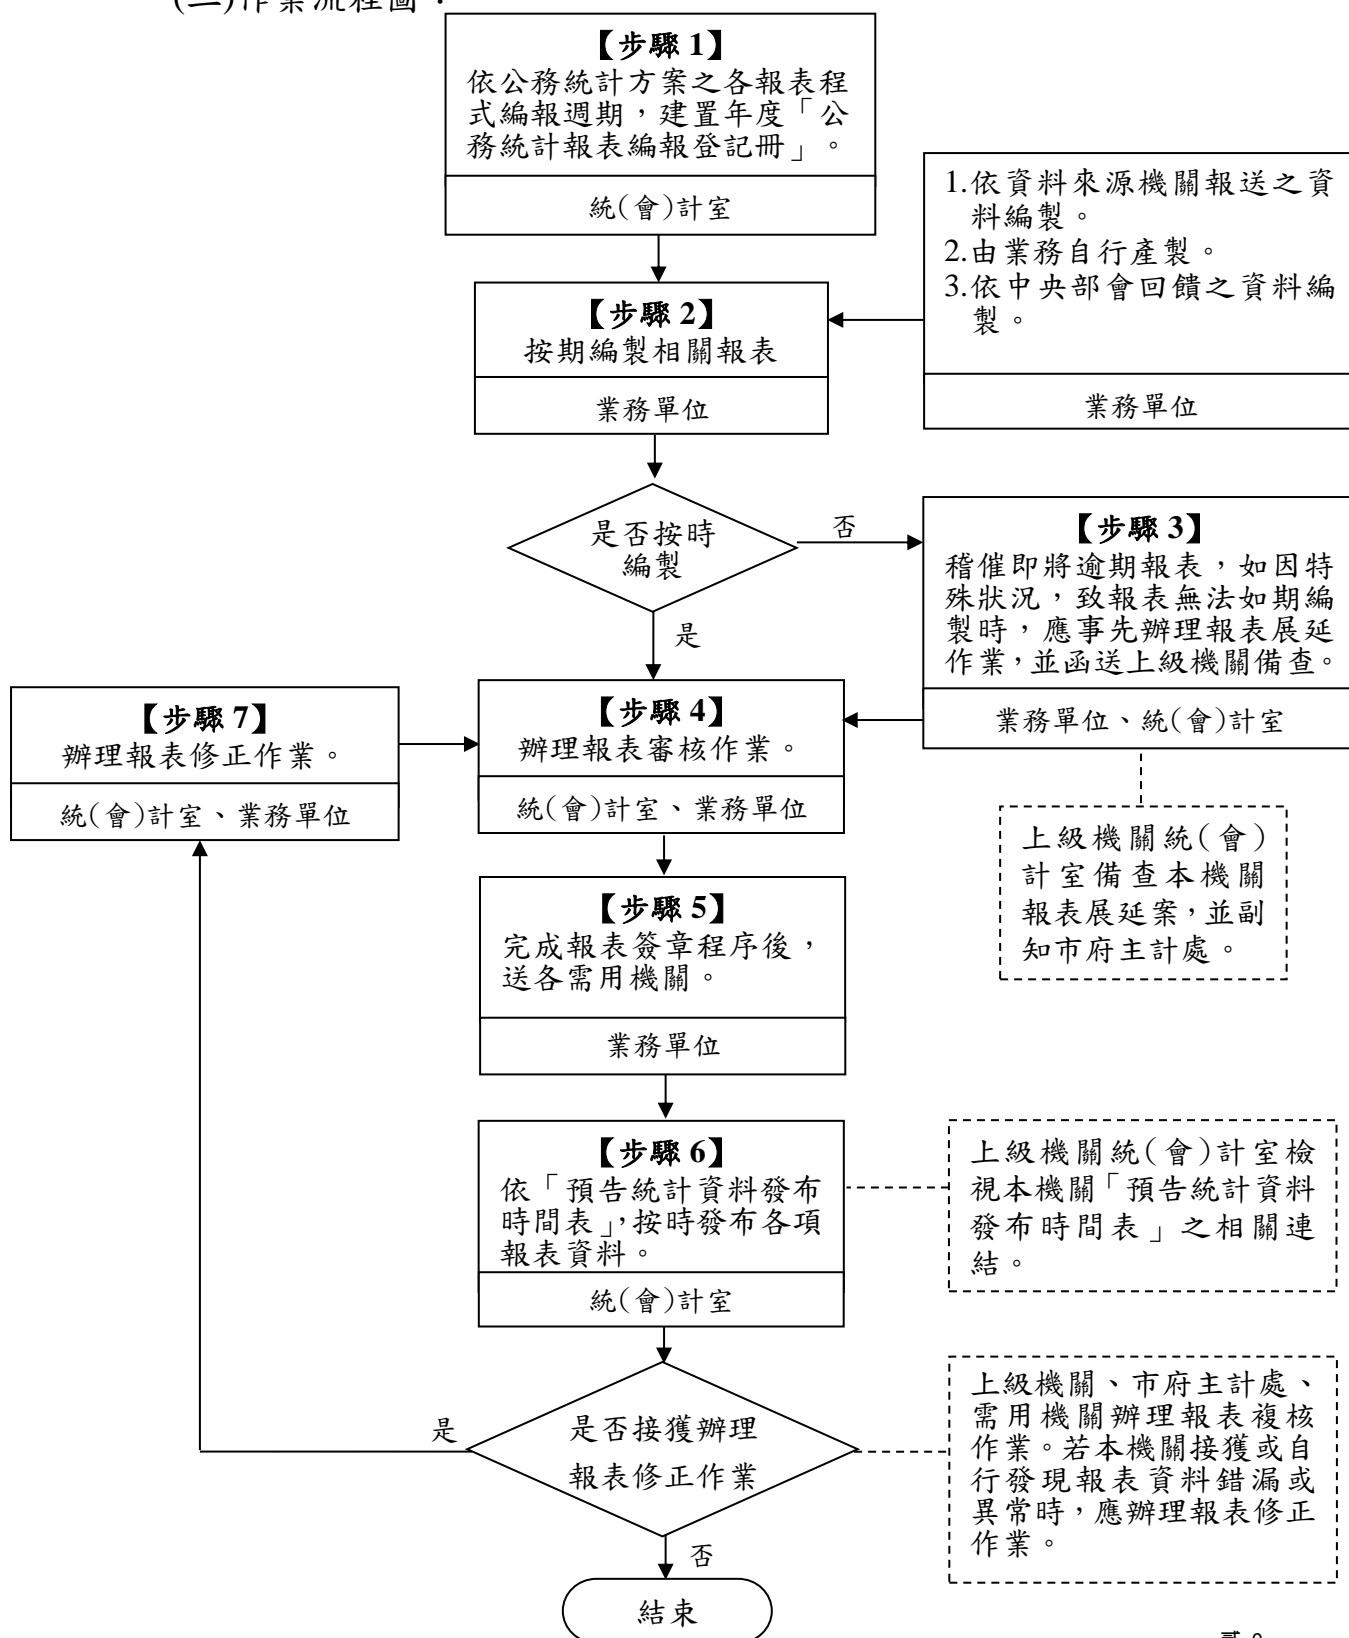 (二)作業流程圖：
【步驟 1】
依公務統計方案之各報表程
式編報週期，建置年度「公
務統計報表編報登記冊」。
統(會)計室
1.依資料來源機關報送之資
料編製。
2.由業務自行產製。
3.依中央部會回饋之資料編
製。
業務單位
【步驟 2】
按期編製相關報表
業務單位
是否按時
編製
否
是
【步驟 3】
稽催即將逾期報表，如因特
殊狀況，致報表無法如期編
製時，應事先辦理報表展延
作業，並函送上級機關備查。
業務單位、統(會)計室
上級機關統(會)
計室備查本機關
報表展延案，並副
知市府主計處。
【步驟 7】
辦理報表修正作業。
統(會)計室、業務單位
【步驟 4】
辦理報表審核作業。
統(會)計室、業務單位
【步驟 5】
完成報表簽章程序後，
送各需用機關。
業務單位
【步驟 6】
依「預告統計資料發布
時間表」，按時發布各項
報表資料。
統(會)計室
上級機關統(會)計室檢
視本機關「預告統計資料
發布時間表」之相關連
結。
是否接獲辦理
報表修正作業
是
否
上級機關、市府主計處、
需用機關辦理報表複核
作業。若本機關接獲或自
行發現報表資料錯漏或
異常時，應辦理報表修正
作業。
結束